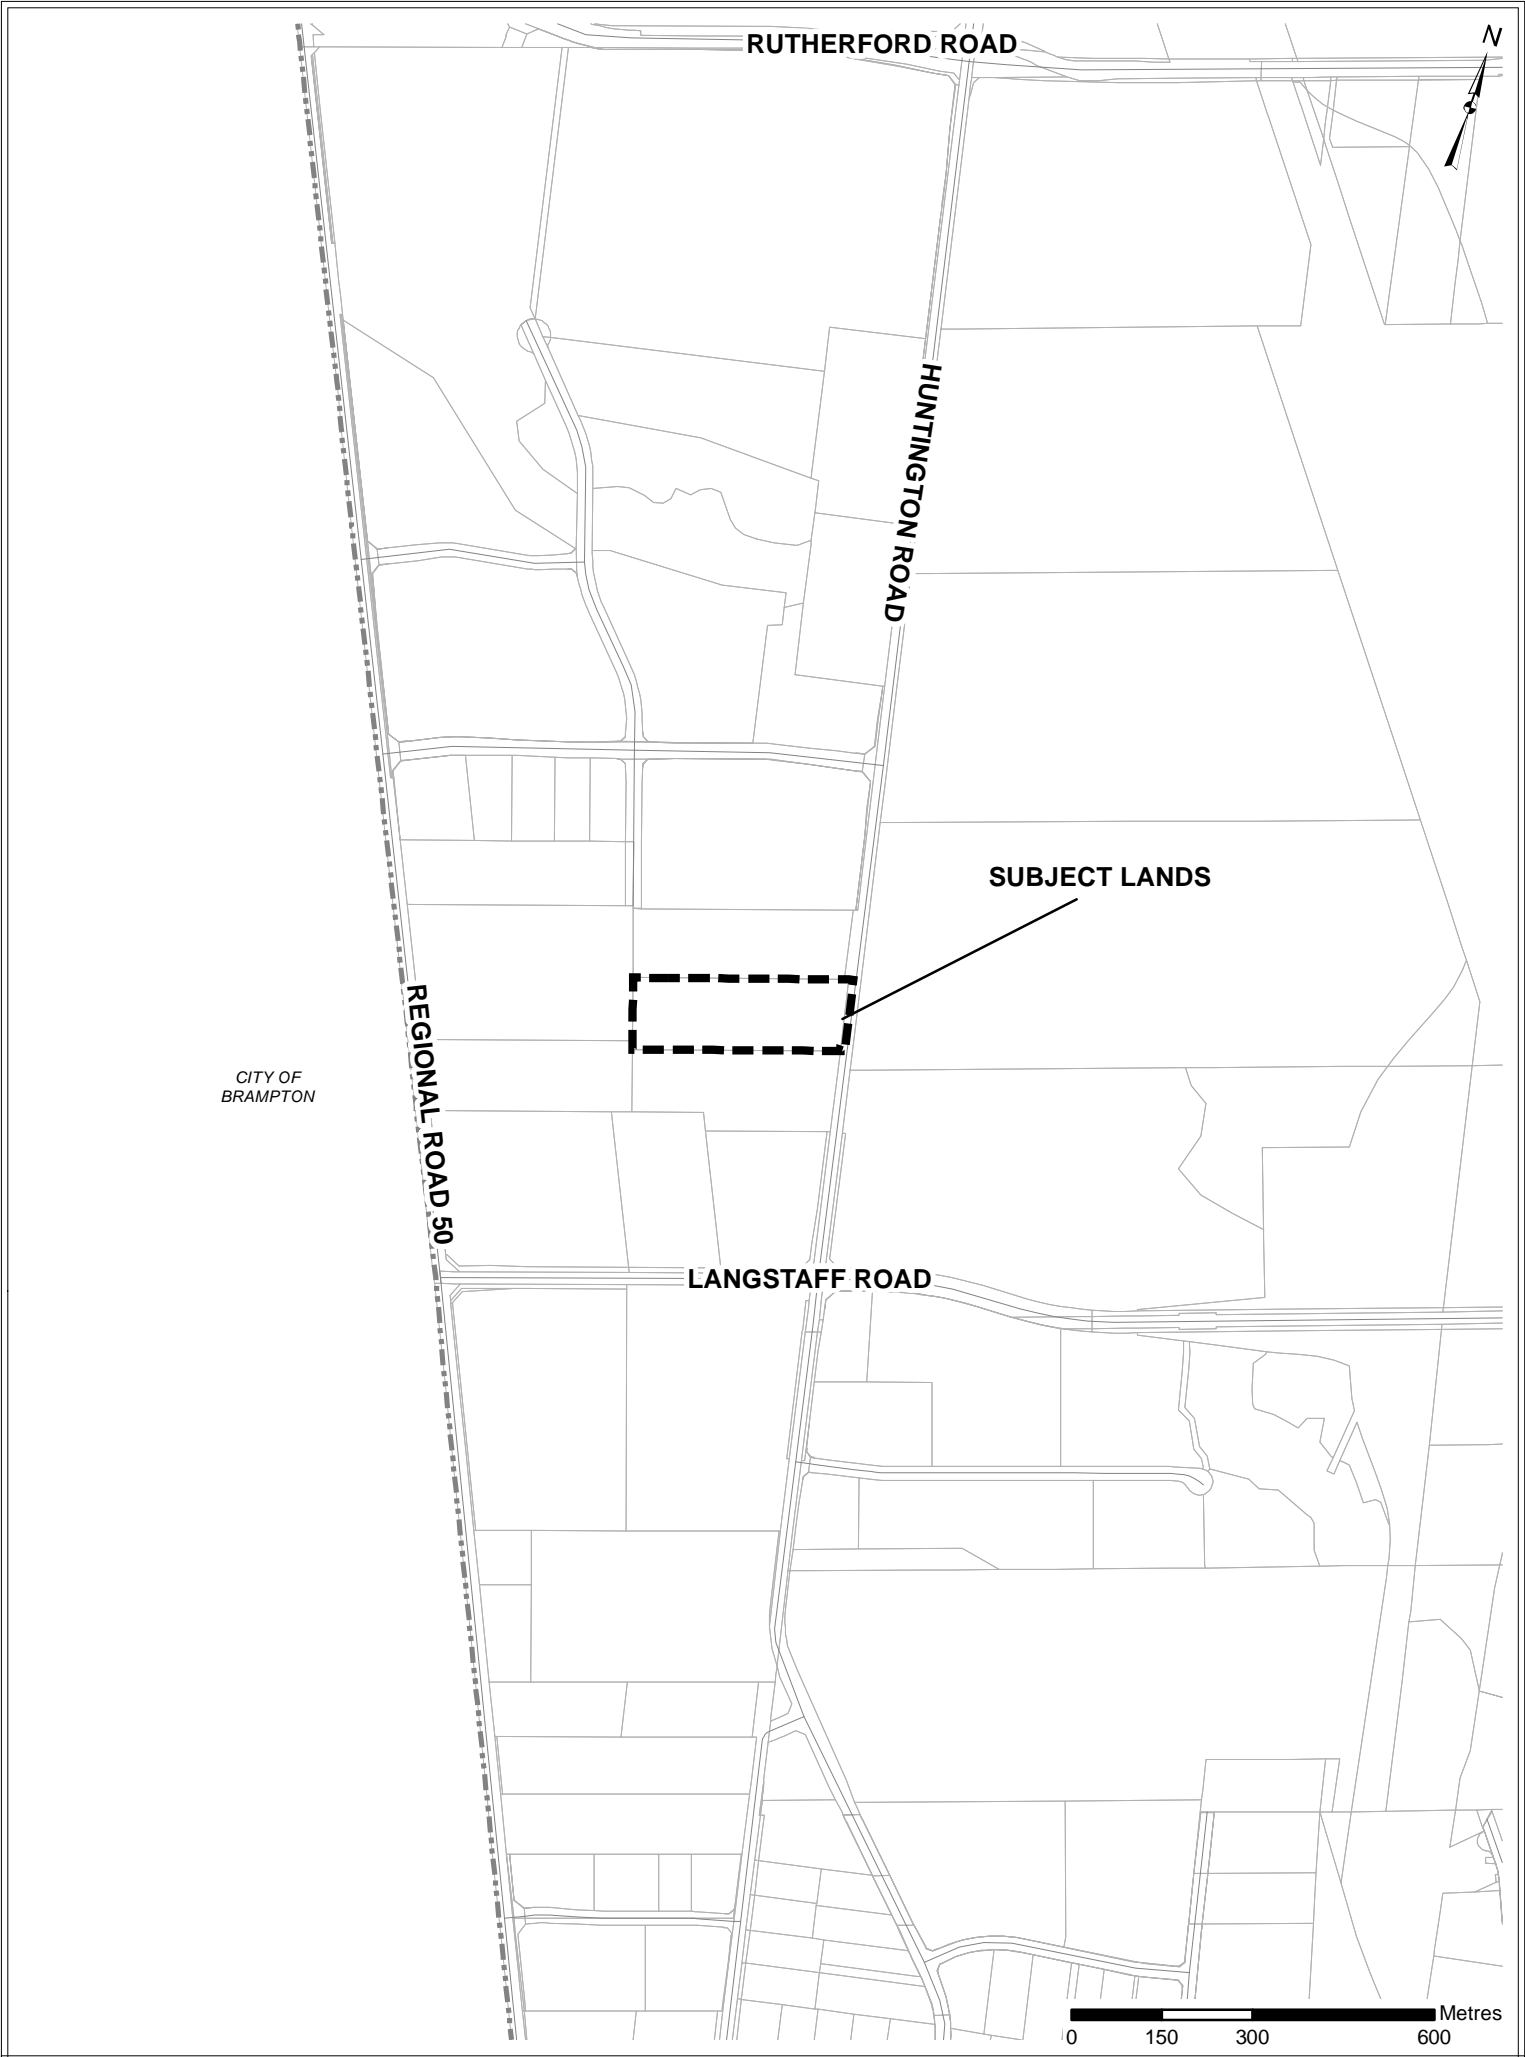 RUTHERFORD ROAD
N
HUNTINGTON ROAD
SUBJECT LANDS
REGIONAL ROAD 50
CITY OF
BRAMPTON
LANGSTAFF ROAD
Metres
0 150 300 600